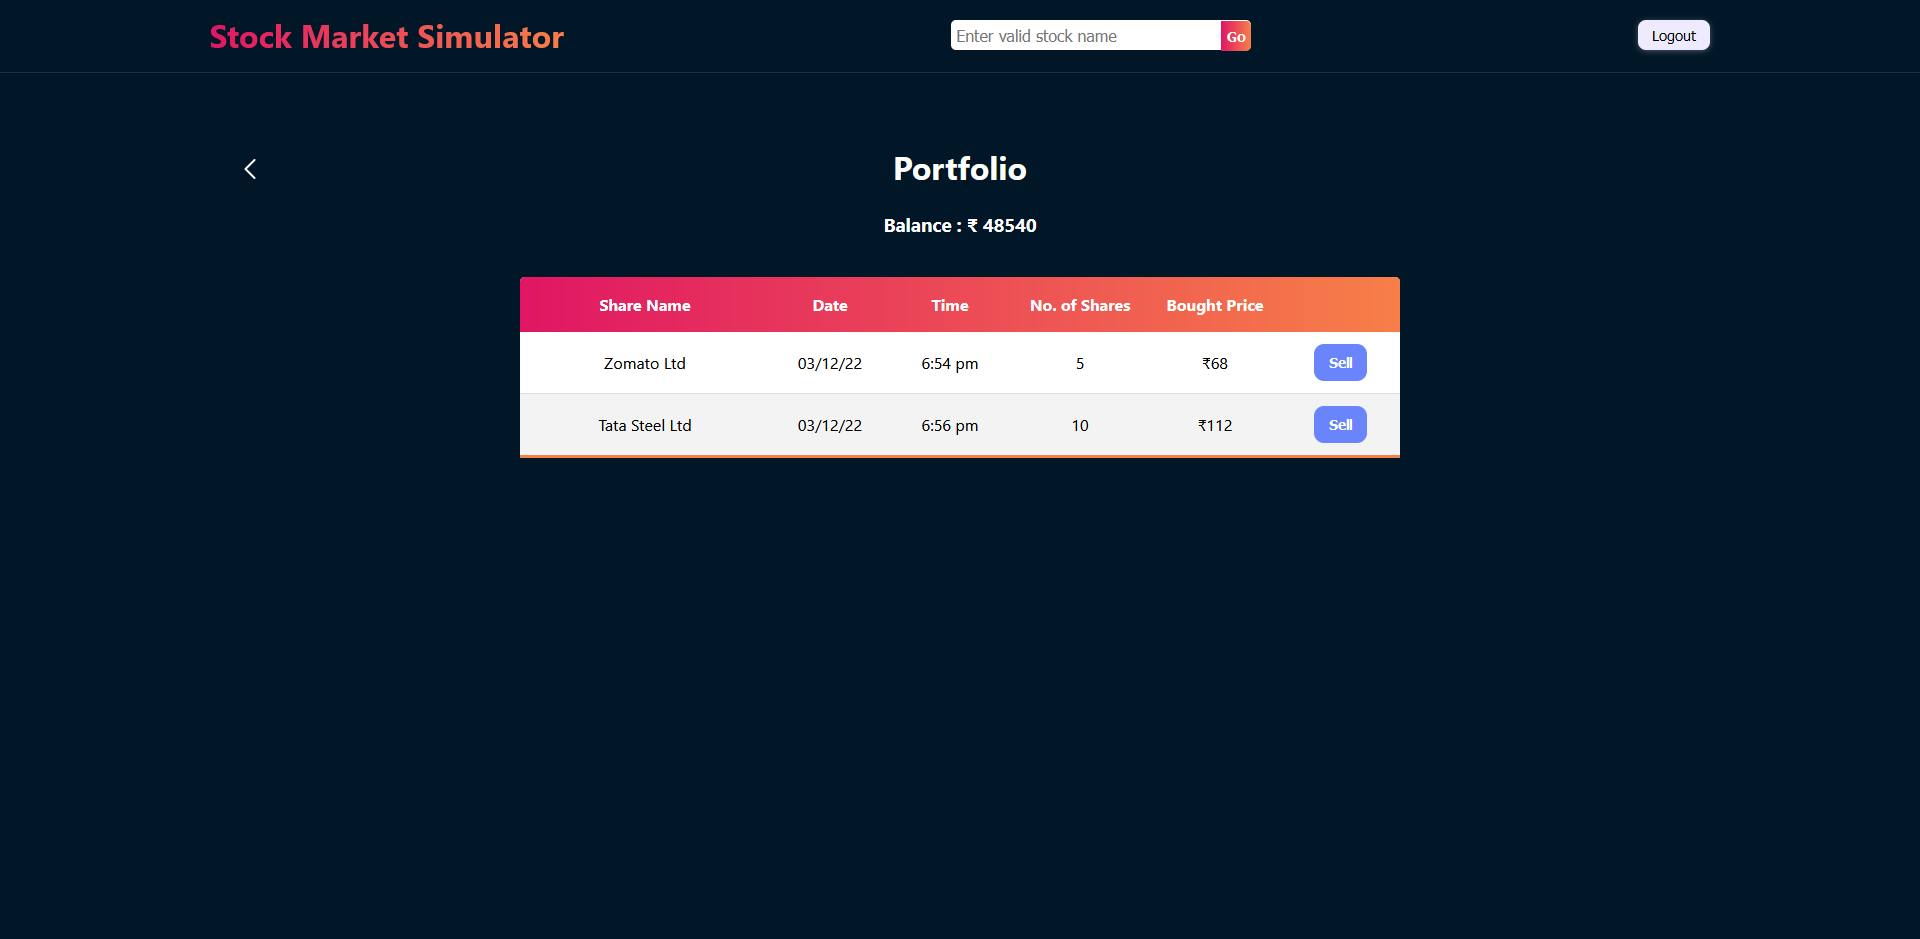 Stock Market Simulator Enter valid stock name Go Logout
Portfolio
Balance : ₹ 48540
Share Name Date Time No. of Shares Bought Price
Zomato Ltd 03/12/22 6:54 pm 5 ₹68 Sell
Tata Steel Ltd 03/12/22 6:56 pm 10 ₹112 Sell